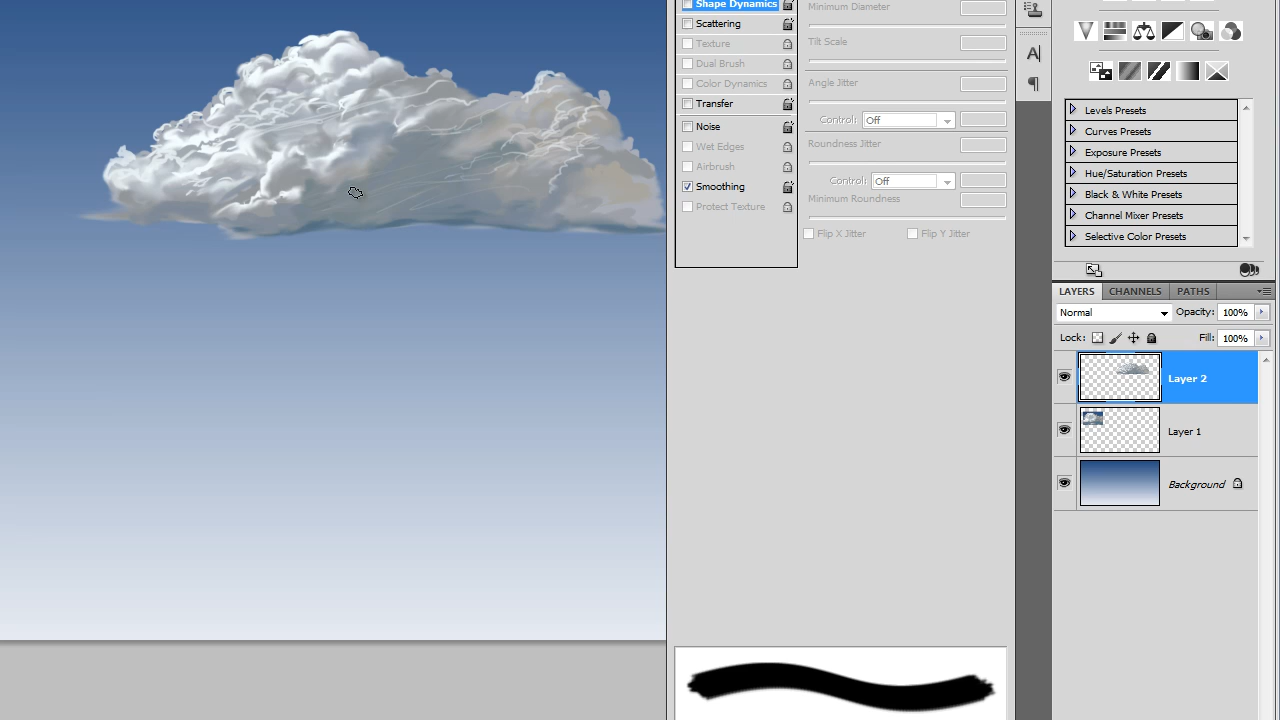 Shape Dynamics
Scattering
Texture
Dual Brush
Color Dynamics
Transfer
Noise
Wet Edges
Airbrush
Smoothing
Protect Texture
Minimum Diameter
Tilt Scale
Angle Jitter
Control: Off
Roundness Jitter
Control: Off
Minimum Roundness
Flip X Jitter Flip Y Jitter
A
Levels Presets
Curves Presets
Exposure Presets
Hue/Saturation Presets
Black & White Presets
Channel Mixer Presets
Selective Color Presets
LAYERS CHANNELS PATHS
Normal Opacity: 100%
Lock: Fill: 100%
Layer 2
Layer 1
Background